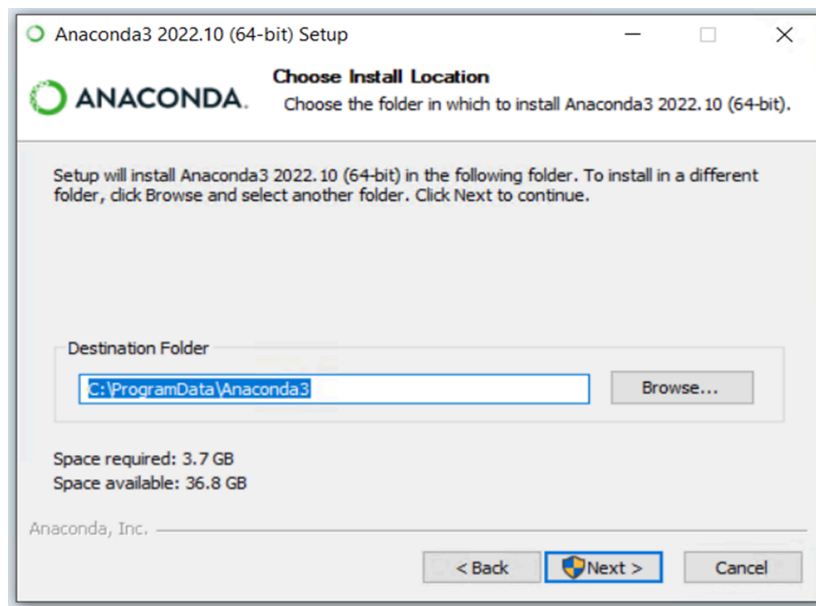 Anaconda3 2022.10 (64-bit) Setup
ANACONDA.
Choose Install Location
Choose the folder in which to install Anaconda3 2022.10 (64-bit).
Setup will install Anaconda3 2022.10 (64-bit) in the following folder. To install in a different
folder, click Browse and select another folder. Click Next to continue.
Destination Folder
C:\ProgramData\Anaconda3
Browse...
Space required: 3.7 GB
Space available: 36.8 GB
Anaconda, Inc.
< Back
Next >
Cancel